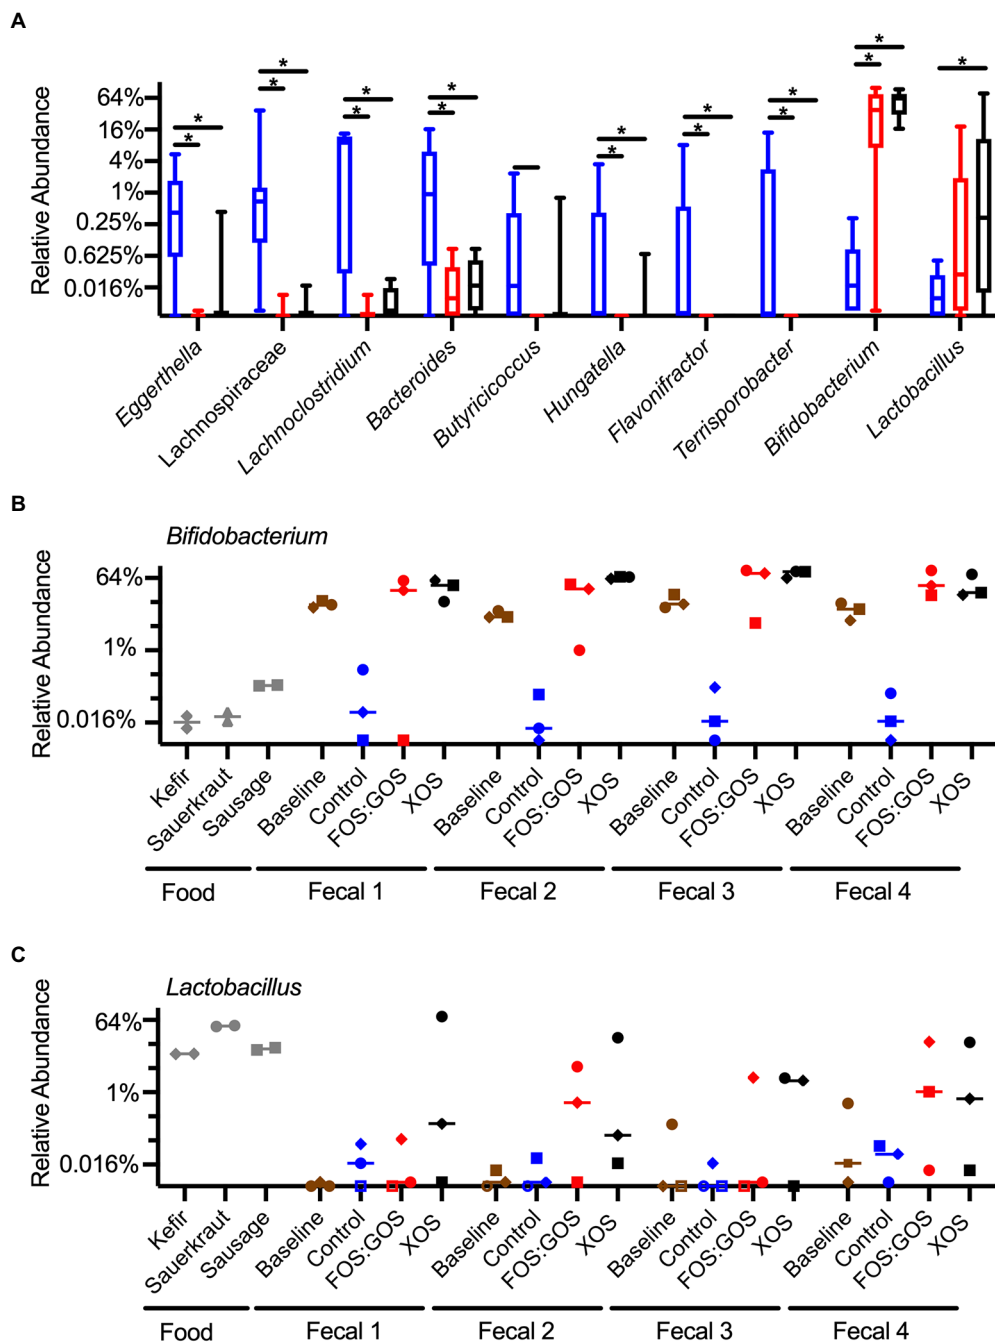 A
Relative Abundance
64%
16%
4%
1%
0.25%
0.625%
0.016%
* * * * * * * * * * * * * * * * *
Eggerthella
Lachnospiraceae
Lachnoclostridium
Bacteroides
Butyricicoccus
Hungatella
Flavonifractor
Terrisporobacter
Bifidobacterium
Lactobacillus
B
Bifidobacterium
Relative Abundance
64%
1%
0.016%
Kefir
Sauerkraut
Sausage
Baseline
Control
FOS:GOS
XOS
Baseline
Control
FOS:GOS
XOS
Baseline
Control
FOS:GOS
XOS
Baseline
Control
FOS:GOS
XOS
Food
Fecal 1
Fecal 2
Fecal 3
Fecal 4
C
Lactobacillus
Relative Abundance
64%
1%
0.016%
Kefir
Sauerkraut
Sausage
Baseline
Control
FOS:GOS
XOS
Baseline
Control
FOS:GOS
XOS
Baseline
Control
FOS:GOS
XOS
Baseline
Control
FOS:GOS
XOS
Food
Fecal 1
Fecal 2
Fecal 3
Fecal 4